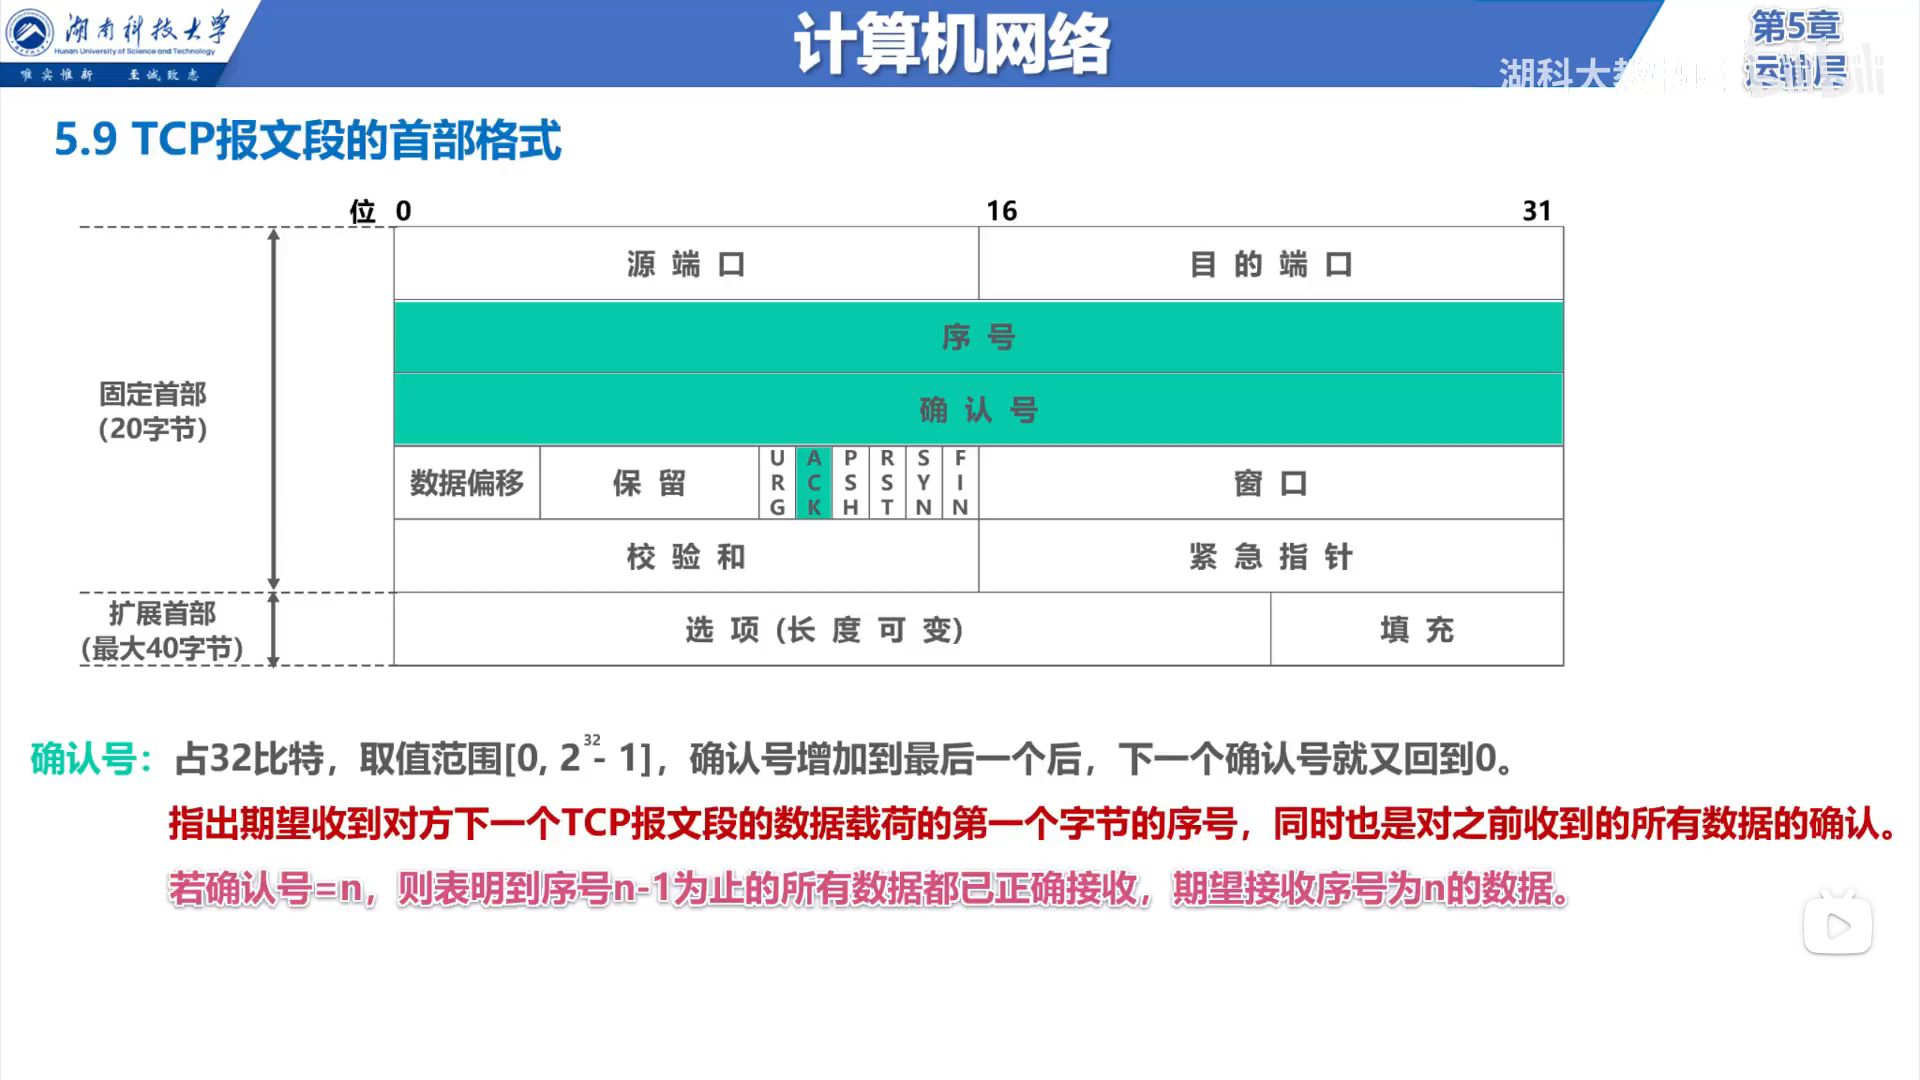 湖南科技大学
Hunan University of Science and Technology
唯实惟新 至诚致志
计算机网络
第5章
运输层
湖科大教
5.9 TCP报文段的首部格式
位 0 16 31
源端口 目的端口
序号
固定首部
(20字节)
确认号
数据偏移 保留 URG ACK PSH RST SYN FIN 窗口
校验和 紧急指针
扩展首部
(最大40字节)
选项 (长度可变) 填充
确认号：占32比特，取值范围[0, 2^32 - 1]，确认号增加到最后一个后，下一个确认号就又回到0。
指出期望收到对方下一个TCP报文段的数据载荷的第一个字节的序号，同时也是对之前收到的所有数据的确认。
若确认号=n，则表明到序号n-1为止的所有数据都已正确接收，期望接收序号为n的数据。